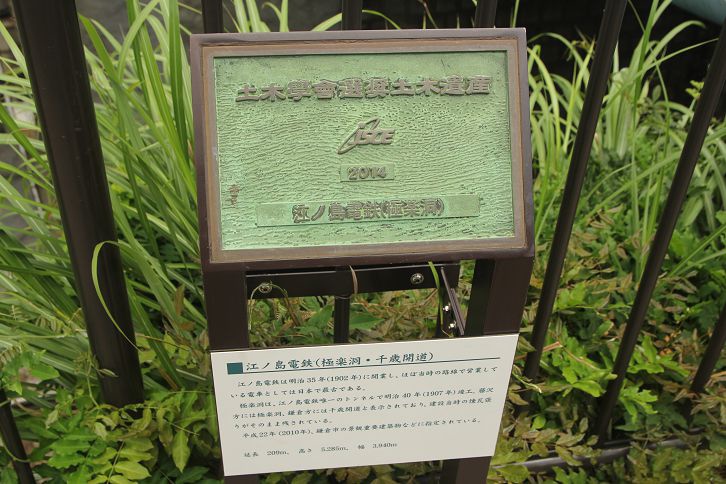 土木學會選奨土木遺産
JSCE
2014
江ノ島電鉄(極楽洞)
江ノ島電鉄(極楽洞・千歳開道)
江ノ島電鉄は明治35年(1902年)に開業し、ほぼ当時の路線で営業して
いる電車としては日本で最古である。
極楽洞は、江ノ島電鉄唯一のトンネルで明治40年(1907年)竣工。藤沢
方には極楽洞、鎌倉方には千歳開道と表示されており、建設当時の煉瓦張
りがそのまま残されている。
平成22年(2010年)、鎌倉市の景観重要建築物などに指定されている。
延長 209m、 高さ 5.285m、 幅 3.940m